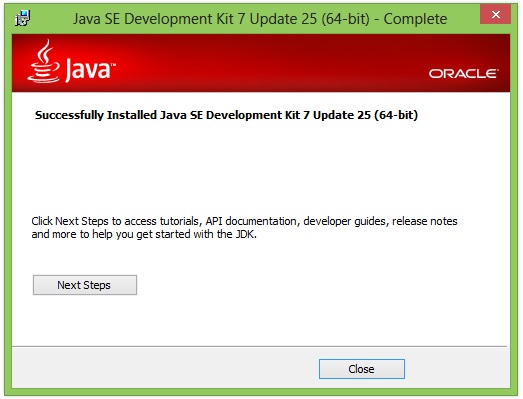 Java SE Development Kit 7 Update 25 (64-bit) - Complete
Java™
ORACLE®
Successfully Installed Java SE Development Kit 7 Update 25 (64-bit)
Click Next Steps to access tutorials, API documentation, developer guides, release notes
and more to help you get started with the JDK.
Next Steps
Close